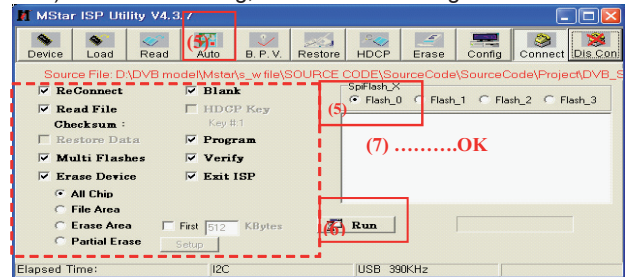 MStar ISP Utility V4.3.7
Device Load Read Auto B. P. V. Restore HDCP Erase Config Connect Dis Con
(5)
Source File: D:\DVB model\Mstar\s_w file\SOURCE CODE\SourceCode\SourceCode\Project\DVB_S
ReConnect Blank
SpiFlash_X
Flash_0 Flash_1 Flash_2 Flash_3
(5)
Read File HDCP Key
Checksum : Key #1
Restore Data Program
(7) ..........OK
Multi Flashes Verify
Erase Device Exit ISP
All Chip
File Area
Erase Area First 512 KBytes
(6) Run
Partial Erase Setup
Elapsed Time: I2C USB 390KHz